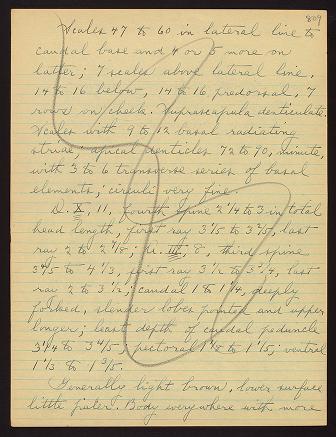 809
Scales 47 to 60 in lateral line to
caudal base and 4 or 5 more on
latter; 7 scales above lateral line,
14 to 16 below, 14 to 16 predorsal, 7
rows on cheek. Suprascapula denticulate.
Scales with 9 to 12 basal radiating
striae; apical denticles 72 to 90, minute,
with 3 to 6 transverse series of basal
elements; circuli very fine.
D. X, 11, fourth spine 2 1/4 to 3 in total
head length, first ray 3 1/5 to 3 3/5, last
ray 2 to 2 7/8; A. III, 8, third spine
3 4/5 to 4 1/3, first ray 3 1/2 to 3 3/4, last
ray 2 to 3 1/2; caudal 1 to 1 1/4, deeply
forked, slender lobes pointed and upper
longer; least depth of caudal peduncle
3 1/4 to 3 4/5; pectoral 1 1/8 to 1 1/5; ventral
1 1/3 to 1 3/5.
Generally light brown, lower surface
little paler. Body everywhere with more